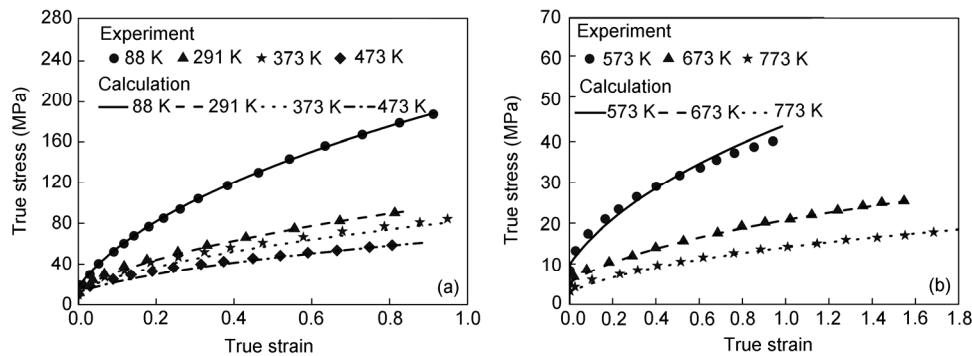 280
240
200
160
120
80
40
0
True stress (MPa)
Experiment
88 K 291 K 373 K 473 K
Calculation
88 K 291 K 373 K 473 K
(a)
0.0 0.2 0.4 0.6 0.8 1.0
True strain
70
60
50
40
30
20
10
0
True stress (MPa)
Experiment
573 K 673 K 773 K
Calculation
573 K 673 K 773 K
(b)
0.0 0.2 0.4 0.6 0.8 1.0 1.2 1.4 1.6 1.8
True strain